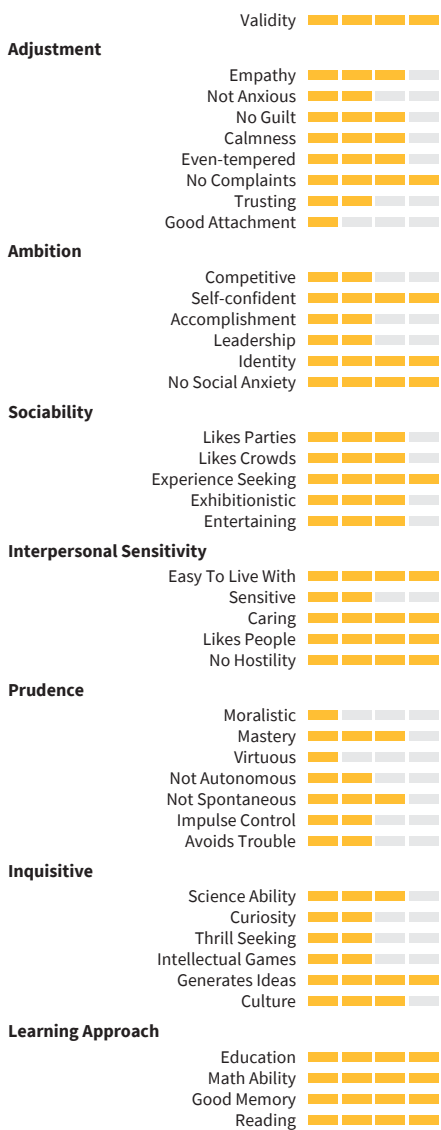 Validity
Adjustment
Empathy
Not Anxious
No Guilt
Calmness
Even-tempered
No Complaints
Trusting
Good Attachment
Ambition
Competitive
Self-confident
Accomplishment
Leadership
Identity
No Social Anxiety
Sociability
Likes Parties
Likes Crowds
Experience Seeking
Exhibitionistic
Entertaining
Interpersonal Sensitivity
Easy To Live With
Sensitive
Caring
Likes People
No Hostility
Prudence
Moralistic
Mastery
Virtuous
Not Autonomous
Not Spontaneous
Impulse Control
Avoids Trouble
Inquisitive
Science Ability
Curiosity
Thrill Seeking
Intellectual Games
Generates Ideas
Culture
Learning Approach
Education
Math Ability
Good Memory
Reading